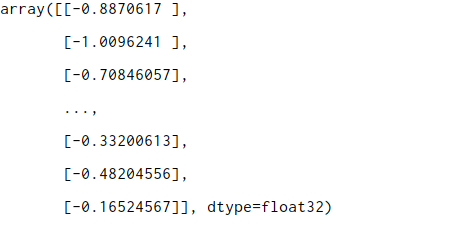 array([[-0.8870617 ],
       [-1.0096241 ],
       [-0.70846057],
       ...,
       [-0.33200613],
       [-0.48204556],
       [-0.16524567]], dtype=float32)